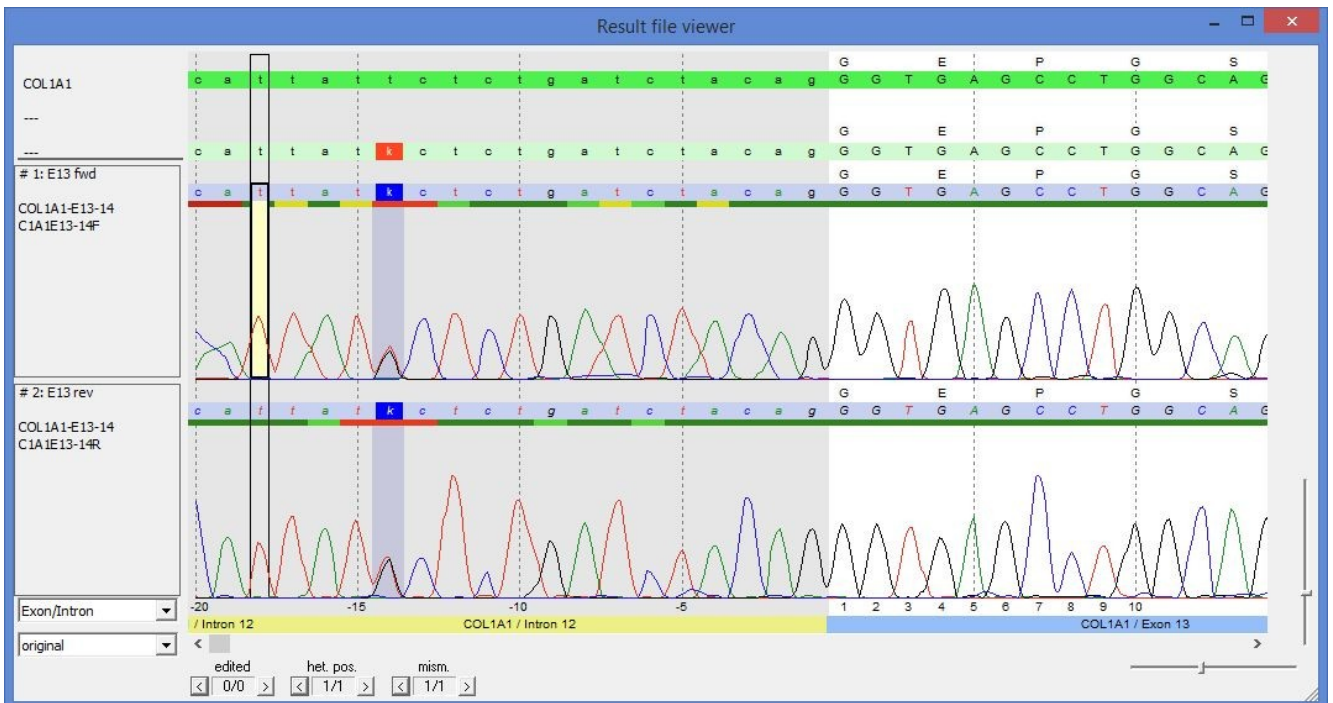 Result file viewer
G E P G S
COL1A1 c a t t a t t c t c t g a t c t a c a g G G T G A G C C T G G C A G
---
G E P G S
--- c a t t a t k c t c t g a t c t a c a g G G T G A G C C T G G C A G
# 1: E13 fwd G E P G S
c a t t a t k c t c t g a t c t a c a g G G T G A G C C T G G C A G
COL1A1-E13-14
C1A1E13-14F
# 2: E13 rev G E P G S
c a t t a t k c t c t g a t c t a c a g G G T G A G C C T G G C A G
COL1A1-E13-14
C1A1E13-14R
Exon/Intron -20 -15 -10 -5 1 2 3 4 5 6 7 8 9 10
/ Intron 12 COL1A1 / Intron 12 COL1A1 / Exon 13
original
edited het. pos. mism.
< 0/0 > < 1/1 > < 1/1 >